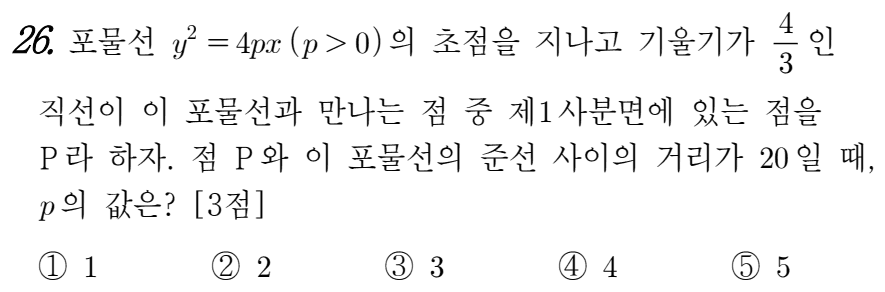 26. 포물선 y² = 4px (p > 0)의 초점을 지나고 기울기가 4/3 인
직선이 이 포물선과 만나는 점 중 제1사분면에 있는 점을
P라 하자. 점 P와 이 포물선의 준선 사이의 거리가 20일 때,
p의 값은? [3점]
① 1 ② 2 ③ 3 ④ 4 ⑤ 5